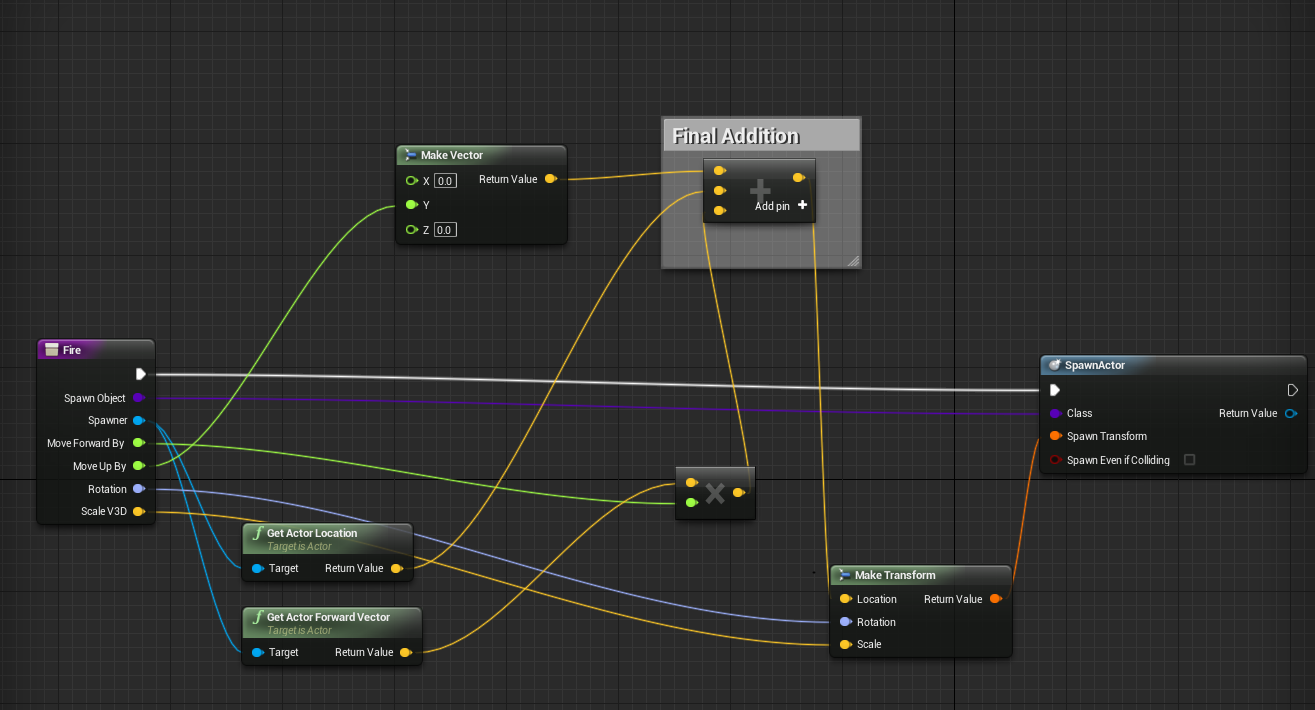 Final Addition
Make Vector
X 0.0 Return Value
Y
Z 0.0
Add pin
Fire
Spawn Object
Spawner
Move Forward By
Move Up By
Rotation
Scale V3D
Get Actor Location
Target is Actor
Target Return Value
Get Actor Forward Vector
Target is Actor
Target Return Value
Make Transform
Location Return Value
Rotation
Scale
SpawnActor
Class Return Value
Spawn Transform
Spawn Even if Colliding